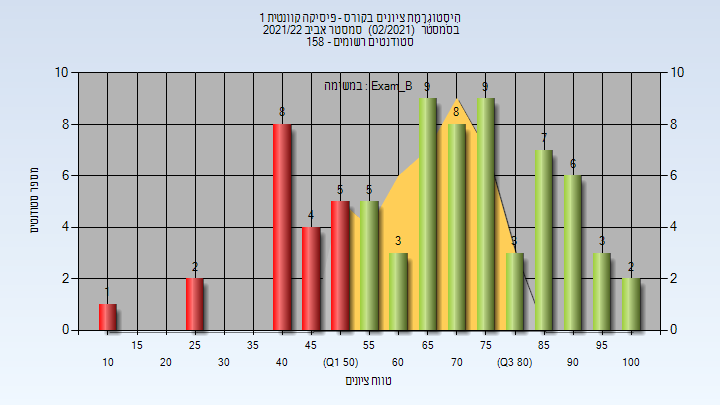 היסטוגרמת ציונים בקורס - פיסיקה קוונטית 1
בסמסטר (02/2021) סמסטר אביב 2021/22
סטודנטים רשומים - 158
במשימה : Exam_B
מספר סטודנטים
10 10
8 8
6 6
4 4
2 2
0 0
1 2 8 4 5 5 3 9 8 9 3 7 6 3 2
15 25 35 45 55 65 75 85 95
10 20 30 40 (Q1 50) 60 70 (Q3 80) 90 100
טווח ציונים